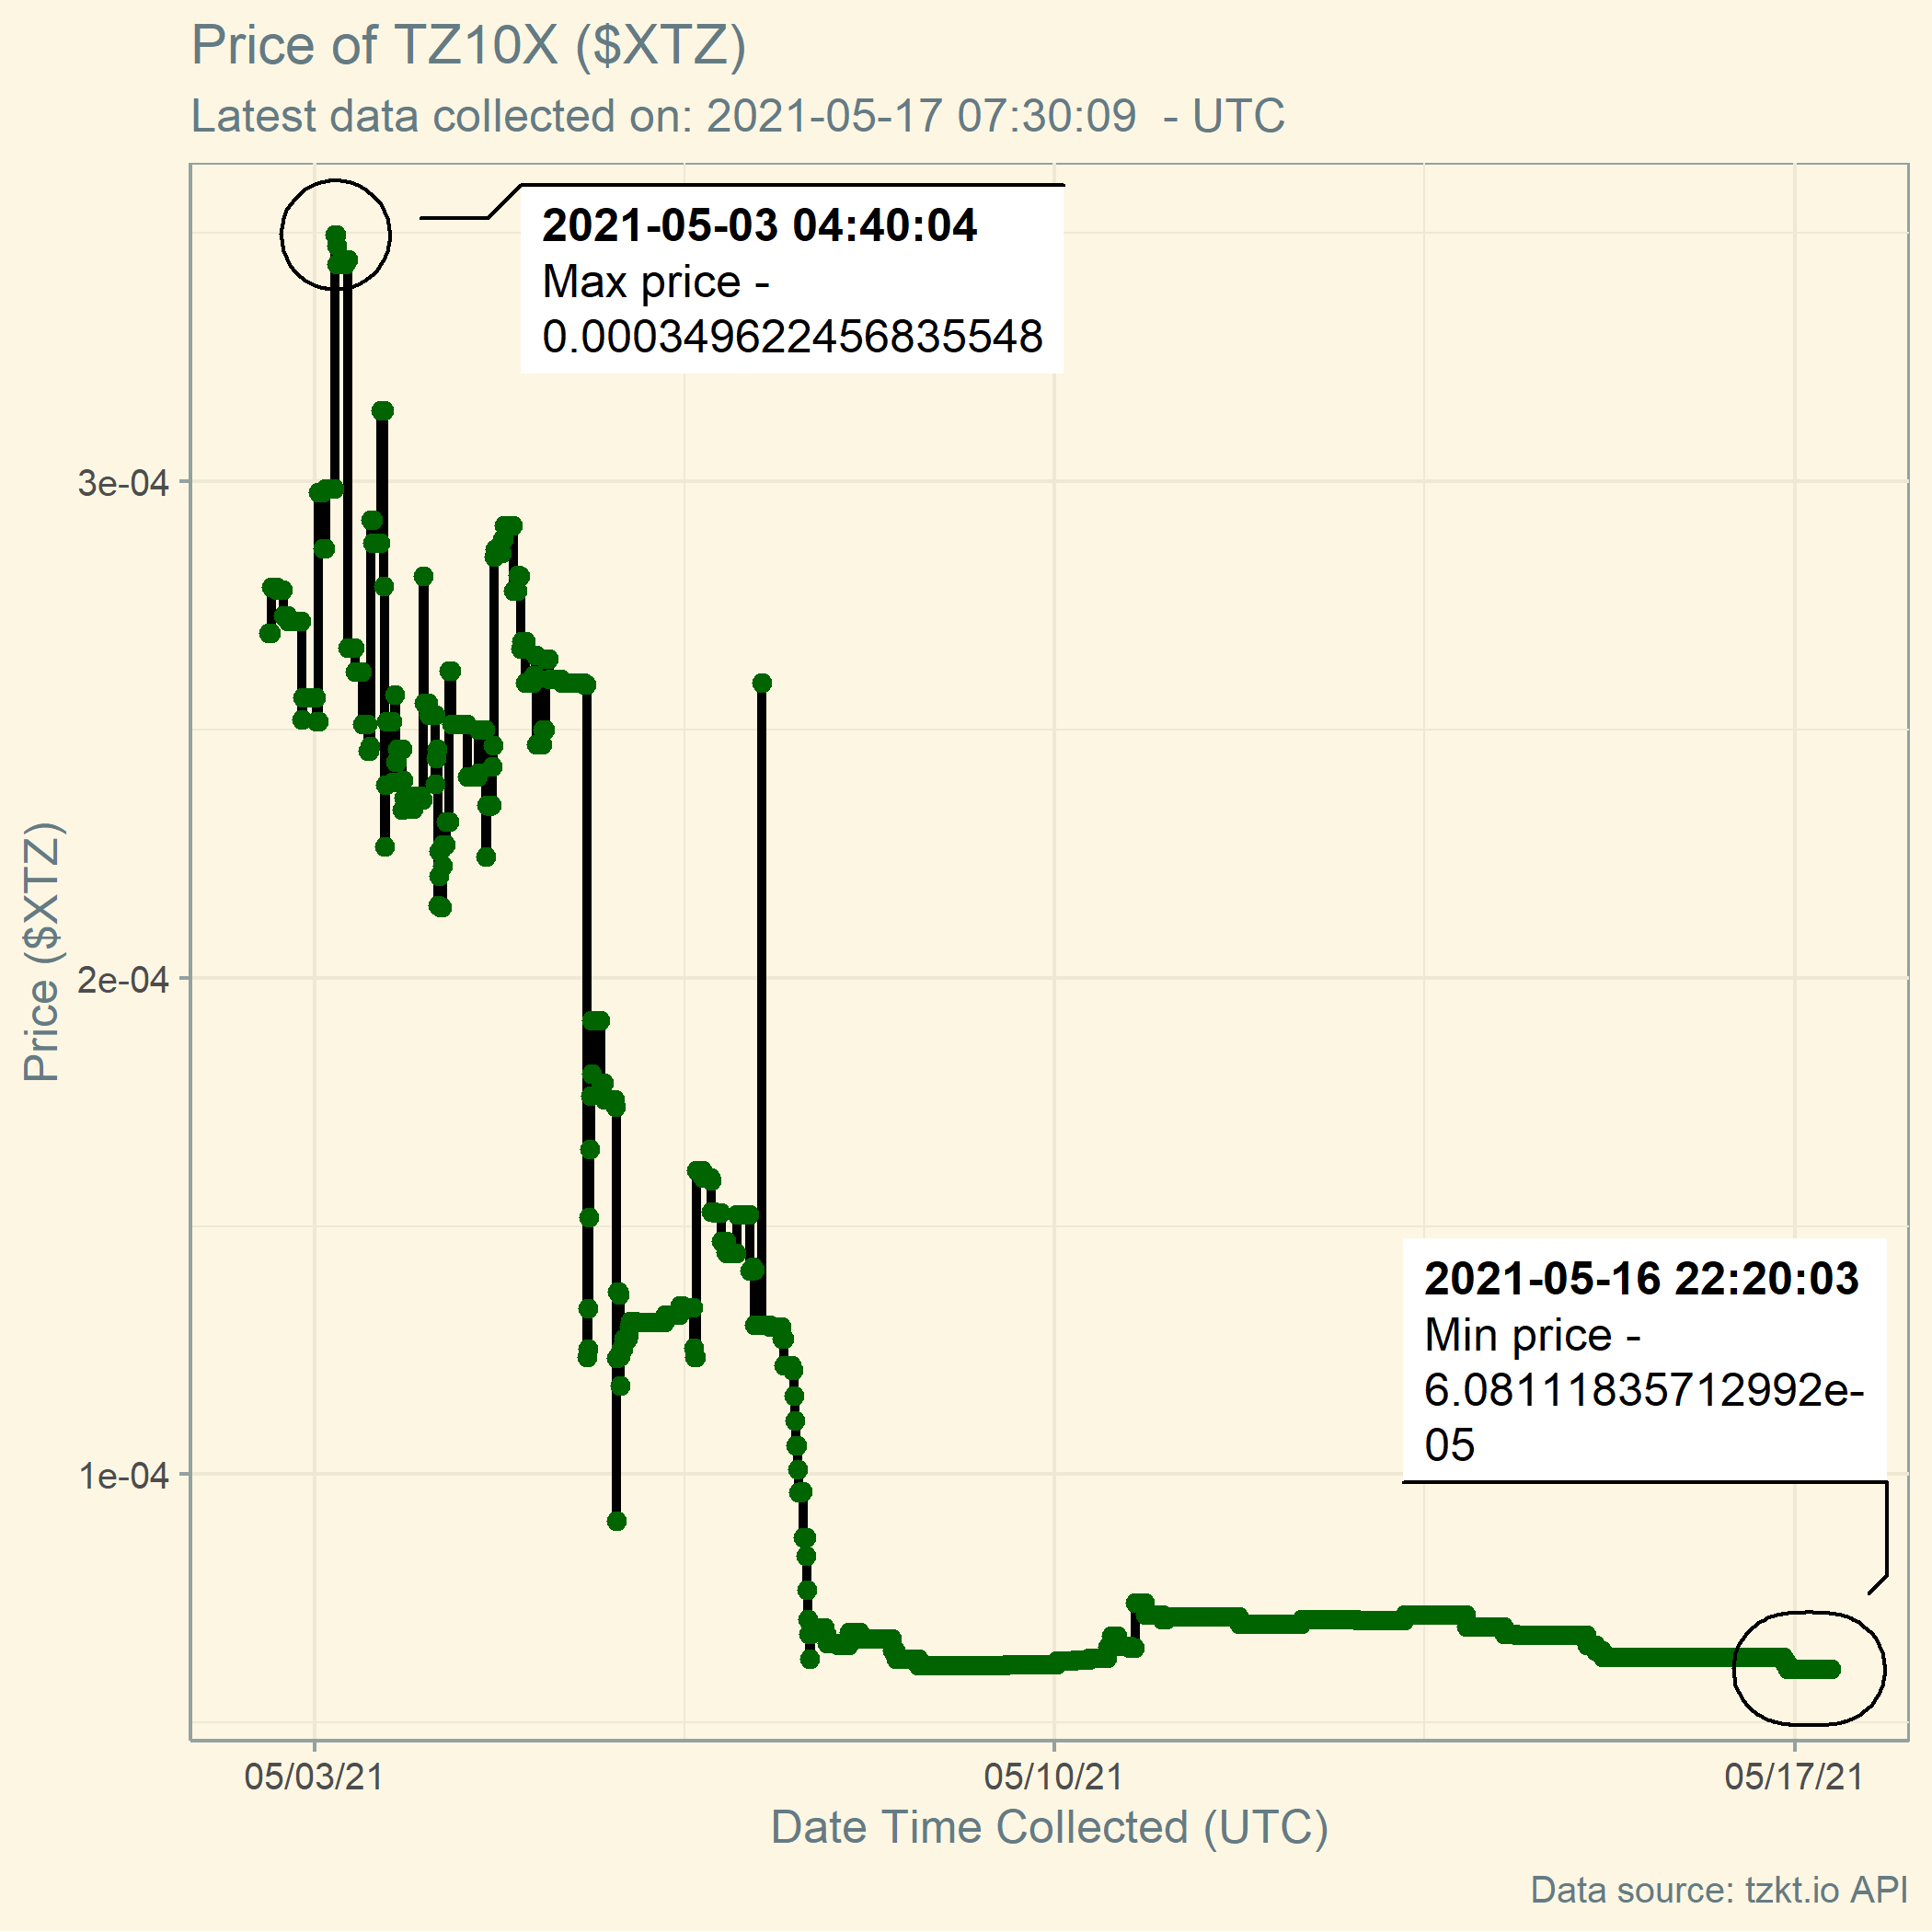 Price of TZ10X ($XTZ)
Latest data collected on: 2021-05-17 07:30:09  - UTC
2021-05-03 04:40:04
Max price -
0.000349622456835548
3e-04
2e-04
1e-04
Price ($XTZ)
2021-05-16 22:20:03
Min price -
6.08111835712992e-
05
05/03/21
05/10/21
05/17/21
Date Time Collected (UTC)
Data source: tzkt.io API